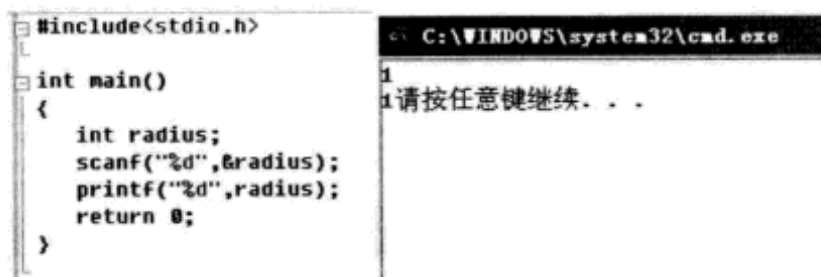 #include<stdio.h>
int main()
{
int radius;
scanf("%d",&radius);
printf("%d",radius);
return 0;
}
C:\WINDOWS\system32\cmd.exe
1
1请按任意键继续. . .